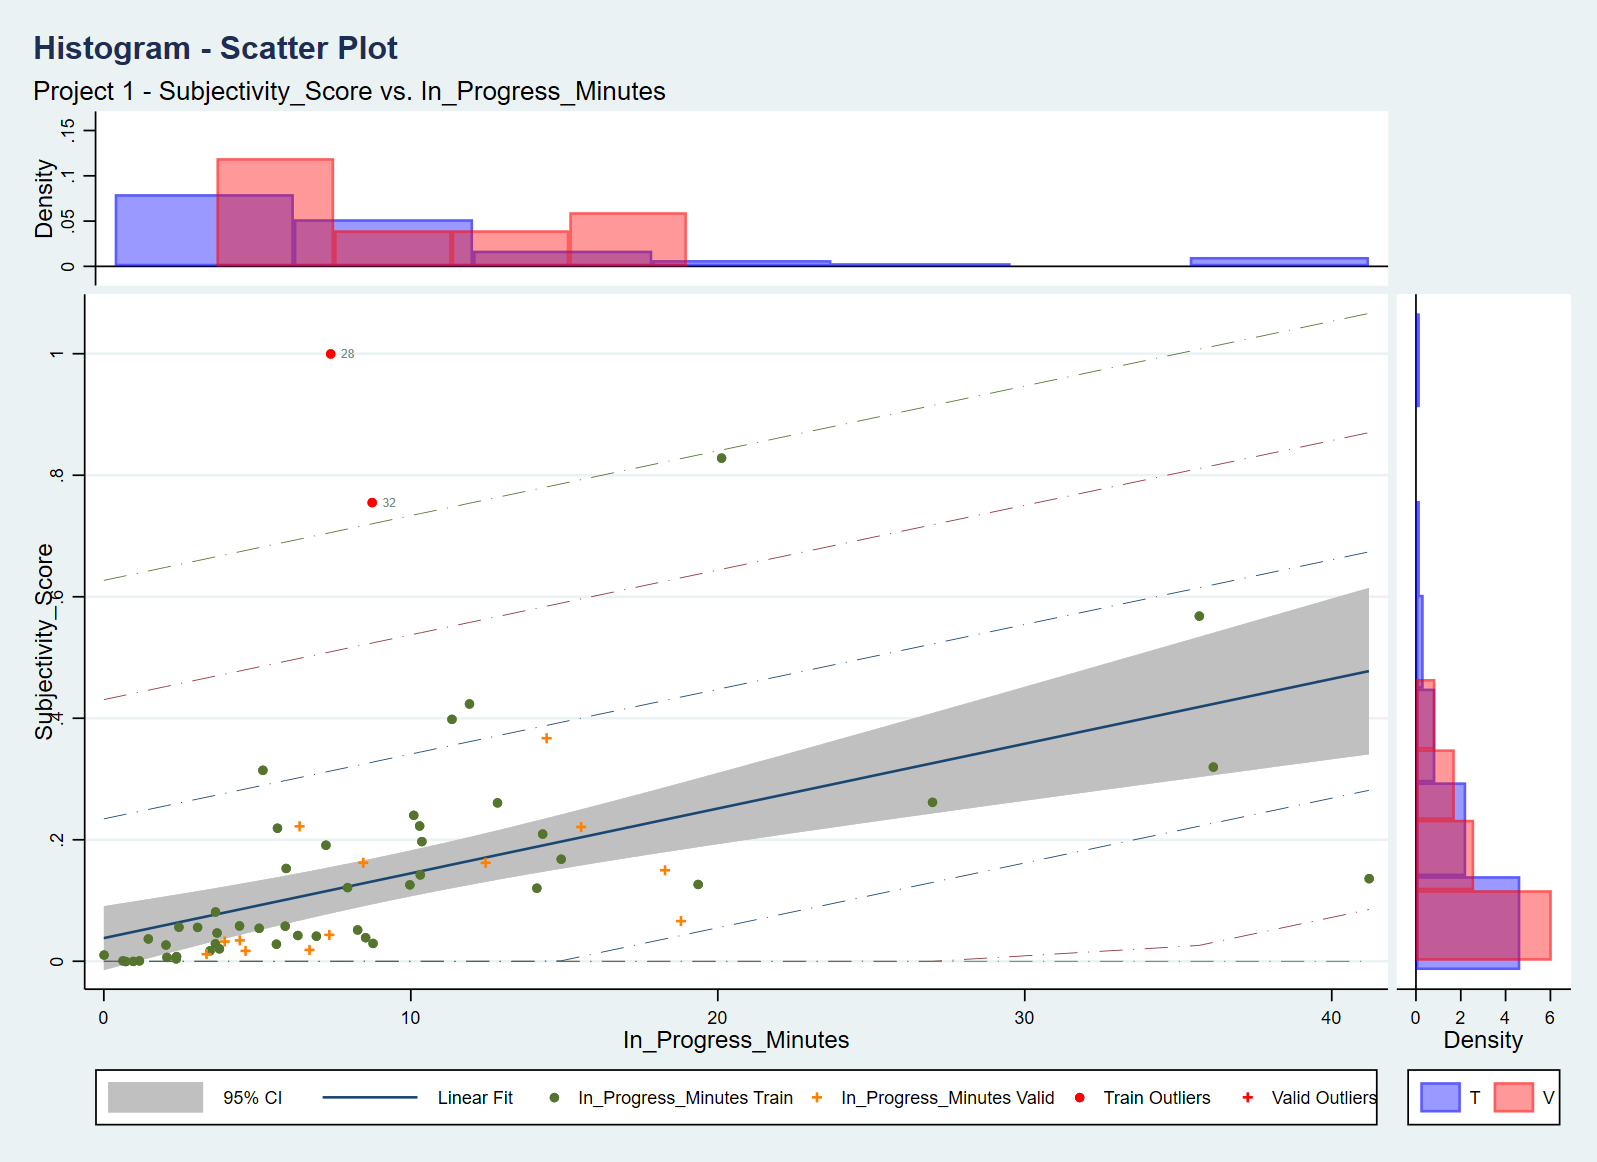 Histogram - Scatter Plot
Project 1 - Subjectivity_Score vs. In_Progress_Minutes
Density
.15
.1
.05
0
Subjectivity_Score
1
.8
.6
.4
.2
0
28
32
0 10 20 30 40
In_Progress_Minutes
0 2 4 6
Density
95% CI Linear Fit In_Progress_Minutes Train In_Progress_Minutes Valid Train Outliers Valid Outliers
T V